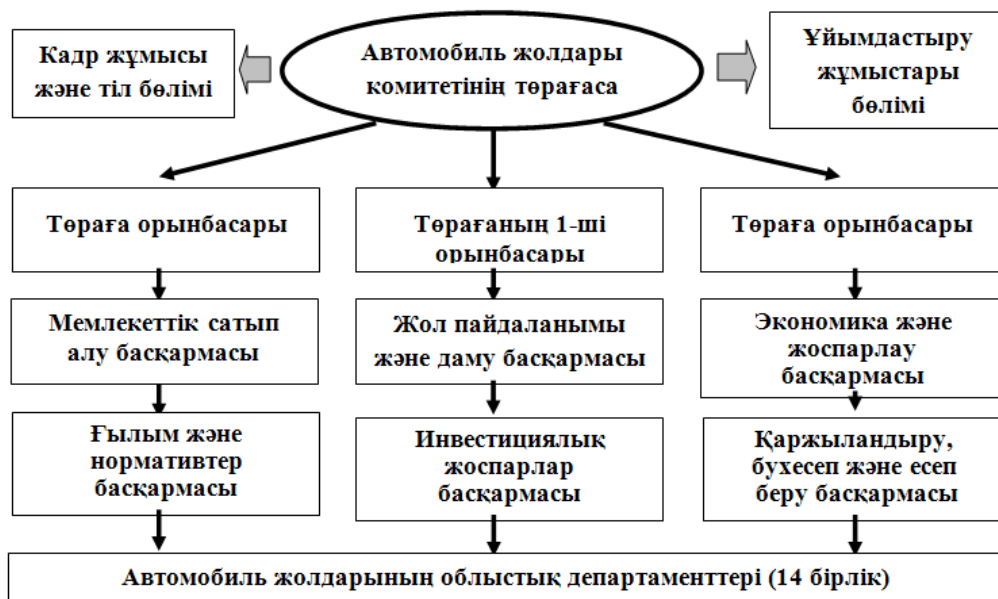 Кадр жұмысы
және тіл бөлімі
Автомобиль жолдары
комитетінің төрағаса
Ұйымдастыру
жұмыстары
бөлімі
Төраға орынбасары
Төрағаның 1-ші
орынбасары
Төраға орынбасары
Мемлекеттік сатып
алу басқармасы
Жол пайдаланымы
және даму басқармасы
Экономика және
жоспарлау
басқармасы
Ғылым және
нормативтер
басқармасы
Инвестициялық
жоспарлар
басқармасы
Қаржыландыру,
бухесеп және есеп
беру басқармасы
Автомобиль жолдарының облыстық департаменттері (14 бірлік)